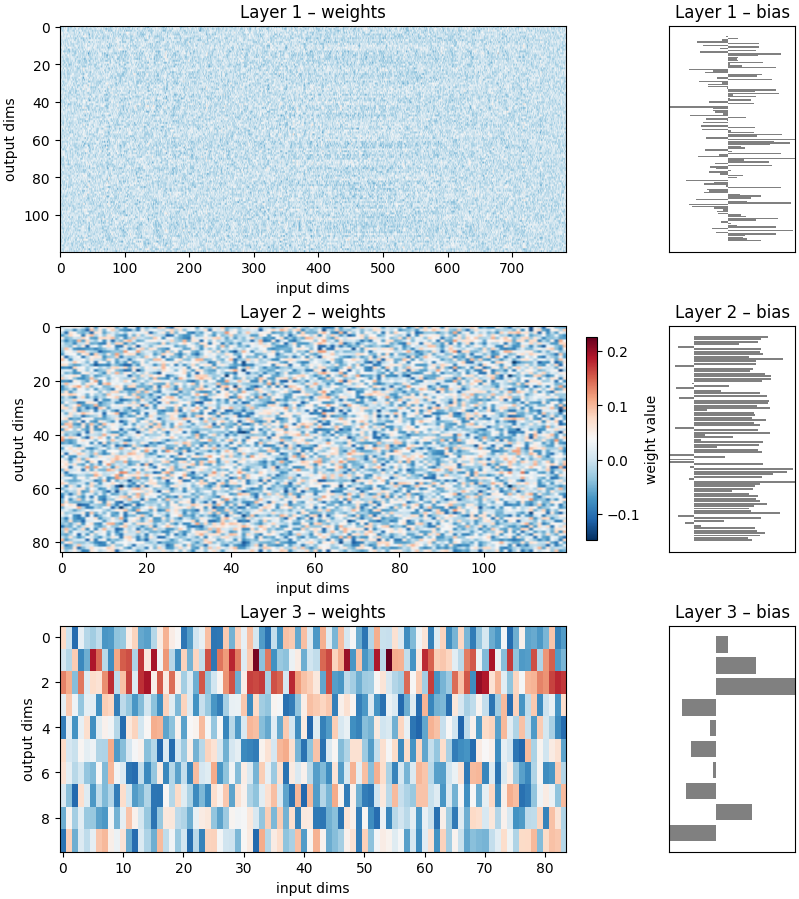 Layer 1 – weights
Layer 1 – bias
0
20
40
60
80
100
output dims
0 100 200 300 400 500 600 700
input dims
Layer 2 – weights
Layer 2 – bias
0
20
40
60
80
output dims
0 20 40 60 80 100
input dims
0.2
0.1
0.0
−0.1
weight value
Layer 3 – weights
Layer 3 – bias
0
2
4
6
8
output dims
0 10 20 30 40 50 60 70 80
input dims